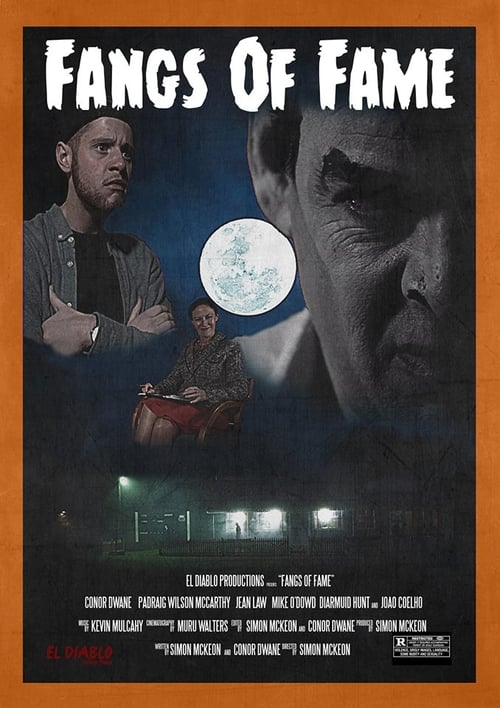 FANGS OF FAME
EL DIABLO PRODUCTIONS PRESENTS "FANGS OF FAME"
CONOR DWANE PADRAIG WILSON MCCARTHY JEAN LAW MIKE O'DOWD DIARMUID HUNT AND JOAO COELHO
MUSIC BY KEVIN MULCAHY CINEMATOGRAPHY BY MURU WALTERS EDITED BY SIMON MCKEON AND CONOR DWANE PRODUCED BY SIMON MCKEON
WRITTEN BY SIMON MCKEON AND CONOR DWANE DIRECTED BY SIMON MCKEON
EL DIABLO
R RESTRICTED